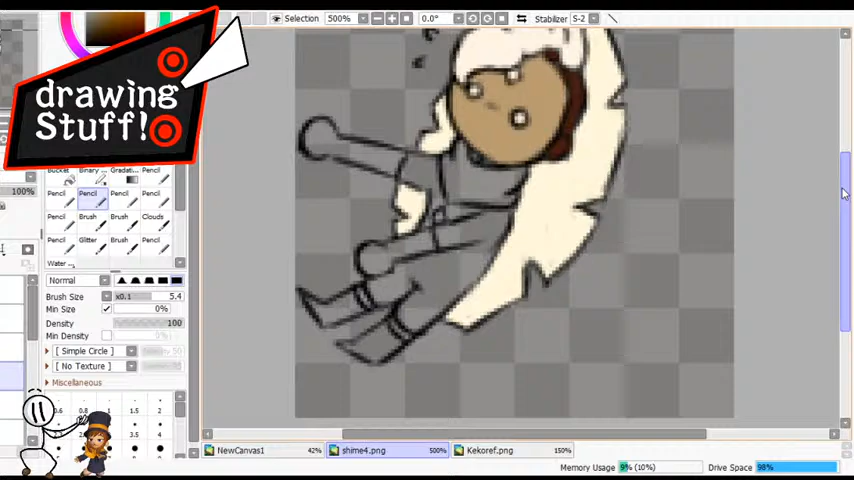 Selection
500%
0.0°
Stabilizer
S-2
drawing
Stuff!
100%
Bucket
Binary ...
Gradati...
Pencil
Pencil
Pencil
Pencil
Pencil
Brush
Brush
Clouds
Pencil
Glitter
Brush
Pencil
Water ...
Normal
Brush Size
x0.1
5.4
Min Size
0%
Density
100
Min Density
[ Simple Circle ]
[ No Texture ]
Miscellaneous
0.6
0.8
1
1.5
2
2.5
3.5
4
NewCanvas1
42%
shime4.png
500%
Kekoref.png
150%
Memory Usage
9% (10%)
Drive Space
98%